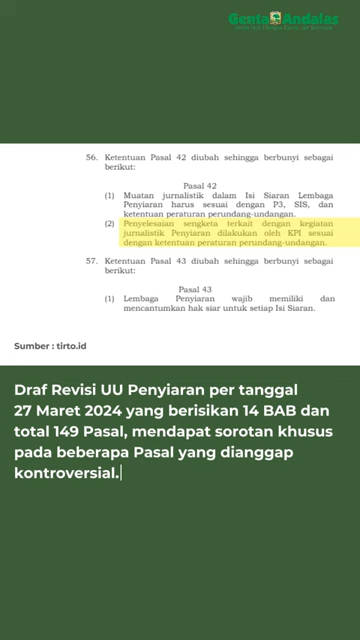 Genta Andalas
56. Ketentuan Pasal 42 diubah sehingga berbunyi sebagai
berikut:
Pasal 42
(1) Muatan jurnalistik dalam Isi Siaran Lembaga
Penyiaran harus sesuai dengan P3, SIS, dan
ketentuan peraturan perundang-undangan.
(2) Penyelesaian sengketa terkait dengan kegiatan
jurnalistik Penyiaran dilakukan oleh KPI sesuai
dengan ketentuan peraturan perundang-undangan.
57. Ketentuan Pasal 43 diubah sehingga berbunyi sebagai
berikut:
Pasal 43
(1) Lembaga Penyiaran wajib memiliki dan
mencantumkan hak siar untuk setiap Isi Siaran.
Sumber : tirto.id
Draf Revisi UU Penyiaran per tanggal
27 Maret 2024 yang berisikan 14 BAB dan
total 149 Pasal, mendapat sorotan khusus
pada beberapa Pasal yang dianggap
kontroversial.